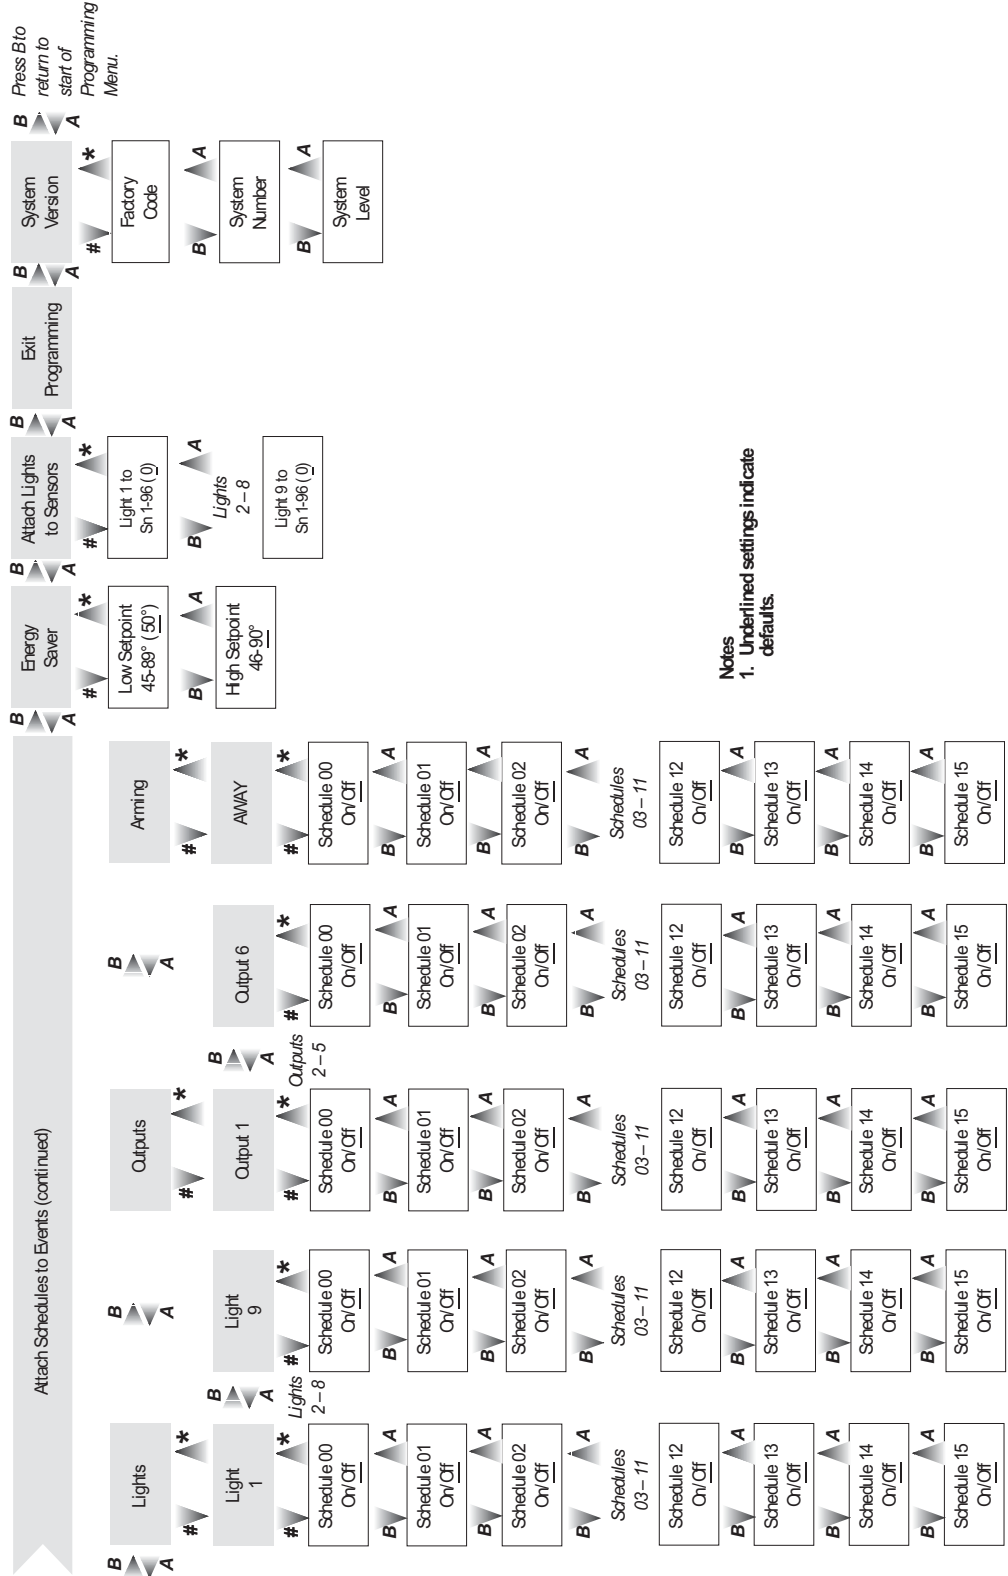 Attach Schedules to Events (continued)
B
A
Energy
Saver
B
A
Attach Lights
to Sensors
B
A
Exit
Programming
B
A
System
Version
B
A
Press B to
return to
start of
Programming
Menu.
#
*
Low Setpoint
45-89° (50°)
B
A
High Setpoint
46-90°
#
*
Light 1 to
Sn 1-96 (0)
B
A
Lights
2 – 8
Light 9 to
Sn 1-96 (0)
#
*
Factory
Code
B
A
System
Number
B
A
System
Level
B
A
Lights
B
A
Outputs
B
A
Arming
#
*
#
*
#
*
Light
1
B
A
Lights
2 – 8
Light
9
Output 1
B
A
Outputs
2 – 5
Output 6
AWAY
#
*
Schedule 00
On/Off
B
A
Schedule 01
On/Off
B
A
Schedule 02
On/Off
B
A
Schedules
03 – 11
Schedule 12
On/Off
B
A
Schedule 13
On/Off
B
A
Schedule 14
On/Off
B
A
Schedule 15
On/Off
#
*
Schedule 00
On/Off
B
A
Schedule 01
On/Off
B
A
Schedule 02
On/Off
B
A
Schedules
03 – 11
Schedule 12
On/Off
B
A
Schedule 13
On/Off
B
A
Schedule 14
On/Off
B
A
Schedule 15
On/Off
#
*
Schedule 00
On/Off
B
A
Schedule 01
On/Off
B
A
Schedule 02
On/Off
B
A
Schedules
03 – 11
Schedule 12
On/Off
B
A
Schedule 13
On/Off
B
A
Schedule 14
On/Off
B
A
Schedule 15
On/Off
#
*
Schedule 00
On/Off
B
A
Schedule 01
On/Off
B
A
Schedule 02
On/Off
B
A
Schedules
03 – 11
Schedule 12
On/Off
B
A
Schedule 13
On/Off
B
A
Schedule 14
On/Off
B
A
Schedule 15
On/Off
#
*
Schedule 00
On/Off
B
A
Schedule 01
On/Off
B
A
Schedule 02
On/Off
B
A
Schedules
03 – 11
Schedule 12
On/Off
B
A
Schedule 13
On/Off
B
A
Schedule 14
On/Off
B
A
Schedule 15
On/Off
Notes
1. Underlined settings indicate
defaults.